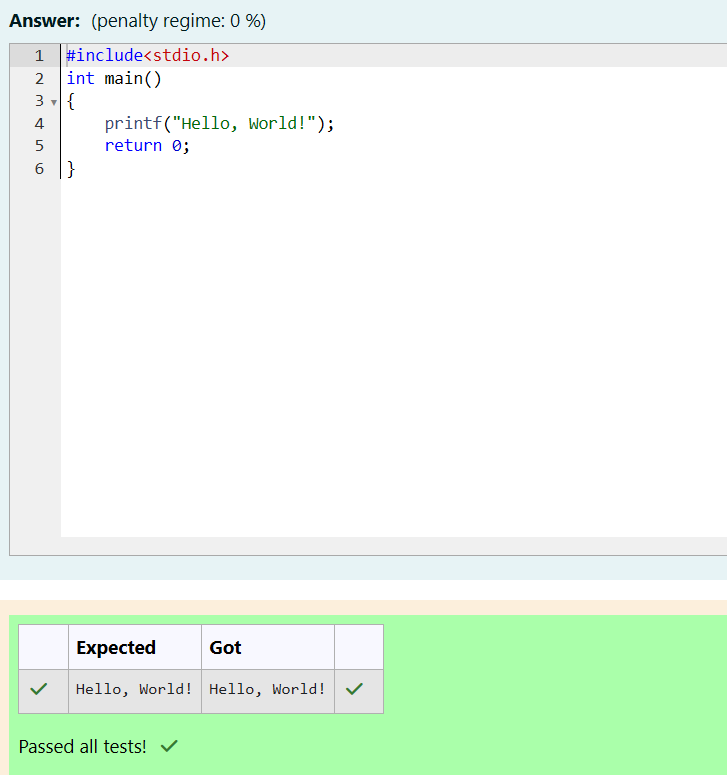 Answer: (penalty regime: 0 %)
1 #include<stdio.h>
2 int main()
3 {
4     printf("Hello, World!");
5     return 0;
6 }
Expected Got
Hello, World! Hello, World!
Passed all tests!